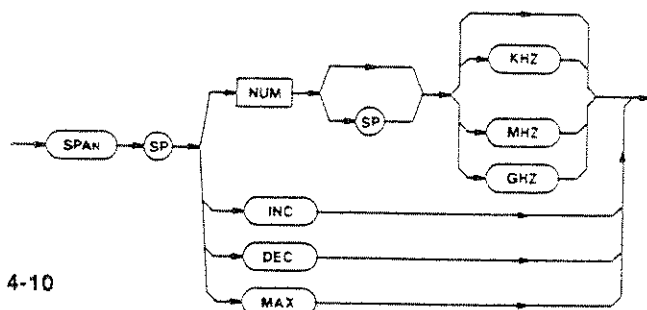 KHZ
NUM
SP
SPAN SP
MHZ
GHZ
INC
DEC
4-10
MAX